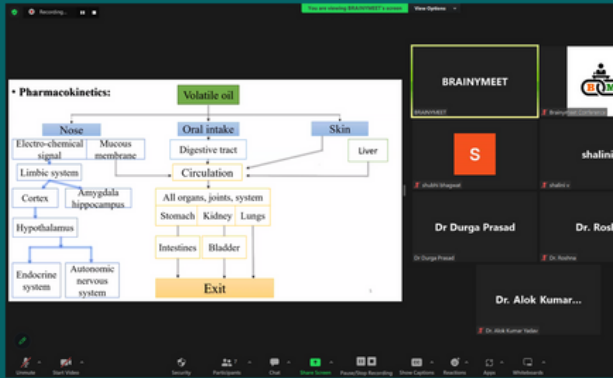 Recording...
You are viewing BRAINYMEET's screen
View Options
• Pharmacokinetics:
Volatile oil
Nose
Oral intake
Skin
Electro-chemical
signal
Mucous
membrane
Digestive tract
Liver
Limbic system
Circulation
Cortex
Amygdala
hippocampus
All organs, joints, system
Stomach
Kidney
Lungs
Hypothalamus
Intestines
Bladder
Endocrine
system
Autonomic
nervous
system
Exit
BRAINYMEET
BRAINYMEET
S
shubhi bhagwat
shalini
shalini v
Dr Durga Prasad
Dr Durga Prasad
Dr. Rosh
Dr. Roshna
Dr. Alok Kumar...
Dr. Alok Kumar Yadav
Unmute
Start Video
Security
Participants
7
Chat
Share Screen
Pause/Stop Recording
Show Captions
Reactions
Apps
Whiteboards